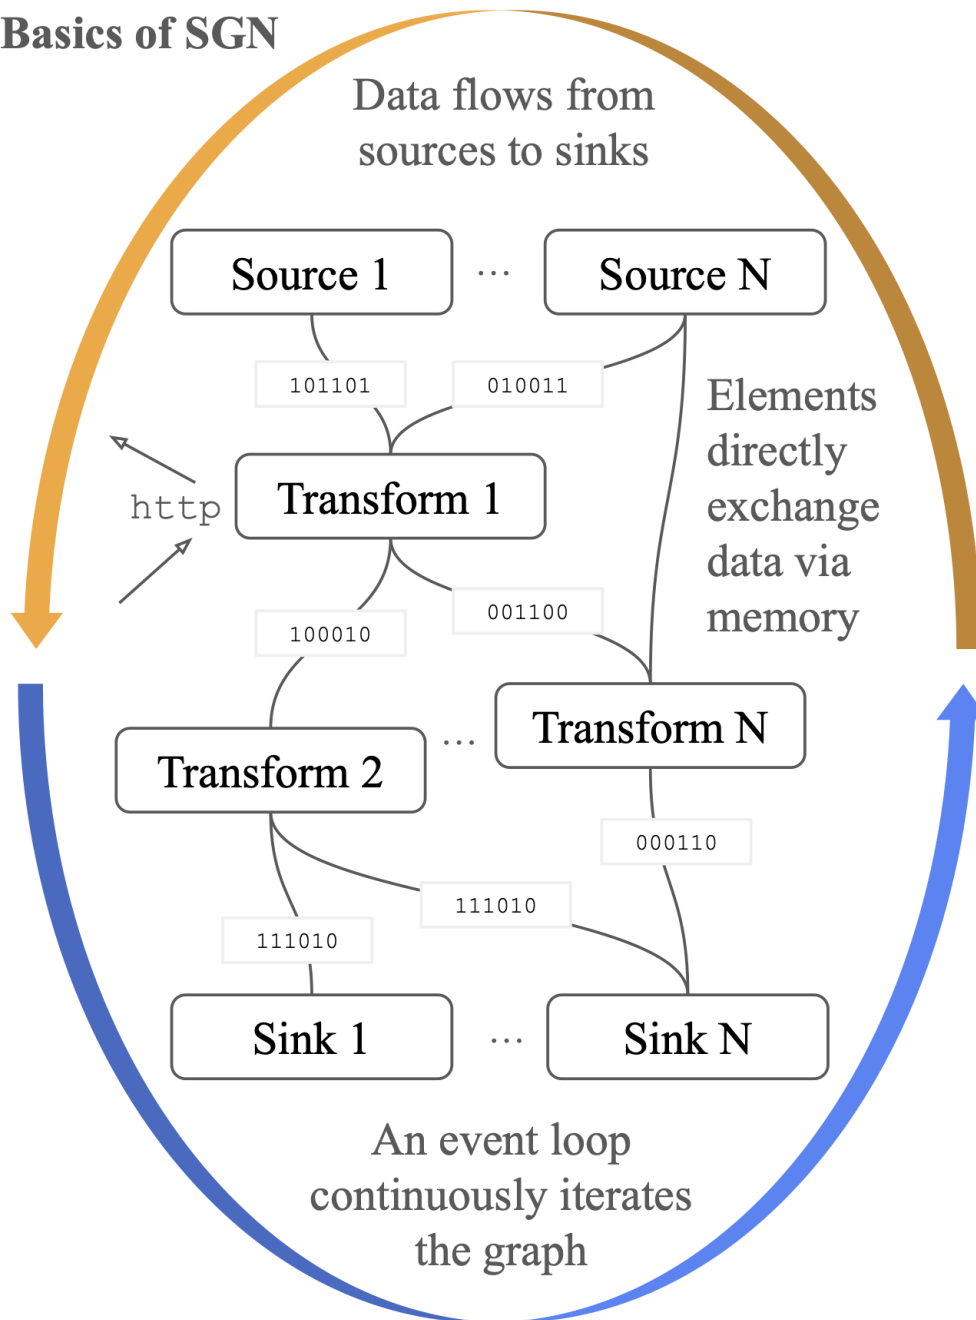 Basics of SGN
Data flows from
sources to sinks
Source 1 ... Source N
101101 010011
Elements
directly
exchange
data via
memory
http
Transform 1
100010 001100
Transform 2 ... Transform N
000110
111010
111010
Sink 1 ... Sink N
An event loop
continuously iterates
the graph